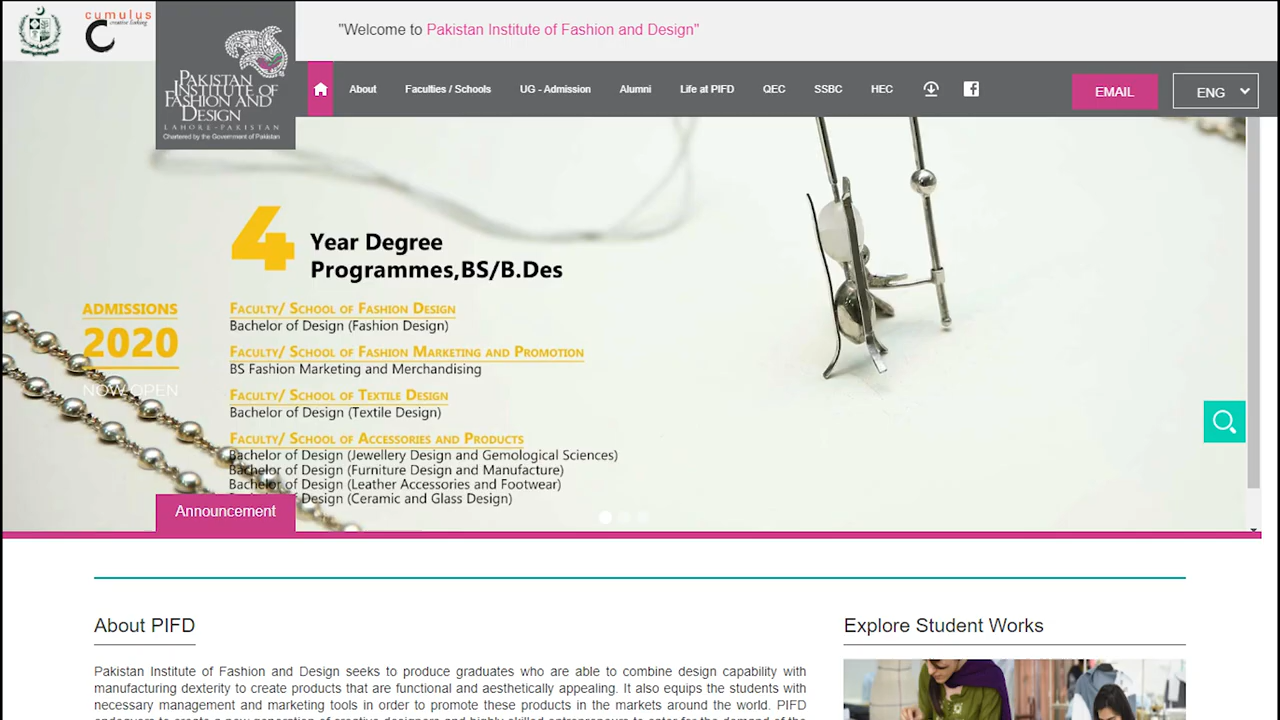 cumulus
creative linking
"Welcome to Pakistan Institute of Fashion and Design"
PAKISTAN
INSTITUTE OF
FASHION AND
DESIGN
LAHORE-PAKISTAN
Chartered by the Government of Pakistan
About Faculties / Schools UG - Admission Alumni Life at PIFD QEC SSBC HEC EMAIL ENG
4 Year Degree
Programmes,BS/B.Des
ADMISSIONS
2020
NOW OPEN
Faculty/ School of Fashion Design
Bachelor of Design (Fashion Design)
Faculty/ School of Fashion Marketing and Promotion
BS Fashion Marketing and Merchandising
Faculty/ School of Textile Design
Bachelor of Design (Textile Design)
Faculty/ School of Accessories and Products
Bachelor of Design (Jewellery Design and Gemological Sciences)
Bachelor of Design (Furniture Design and Manufacture)
Bachelor of Design (Leather Accessories and Footwear)
Design (Ceramic and Glass Design)
Announcement
About PIFD
Pakistan Institute of Fashion and Design seeks to produce graduates who are able to combine design capability with
manufacturing dexterity to create products that are functional and aesthetically appealing. It also equips the students with
necessary management and marketing tools in order to promote these products in the markets around the world. PIFD
Explore Student Works